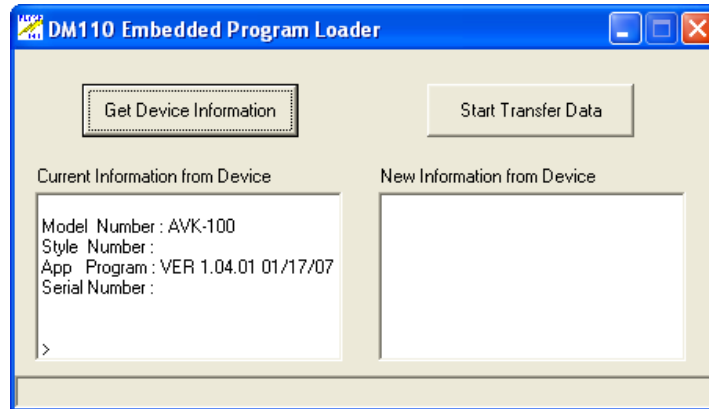 DM110 Embedded Program Loader
Get Device Information
Start Transfer Data
Current Information from Device
New Information from Device
Model Number : AVK-100
Style Number :
App Program : VER 1.04.01 01/17/07
Serial Number :
>